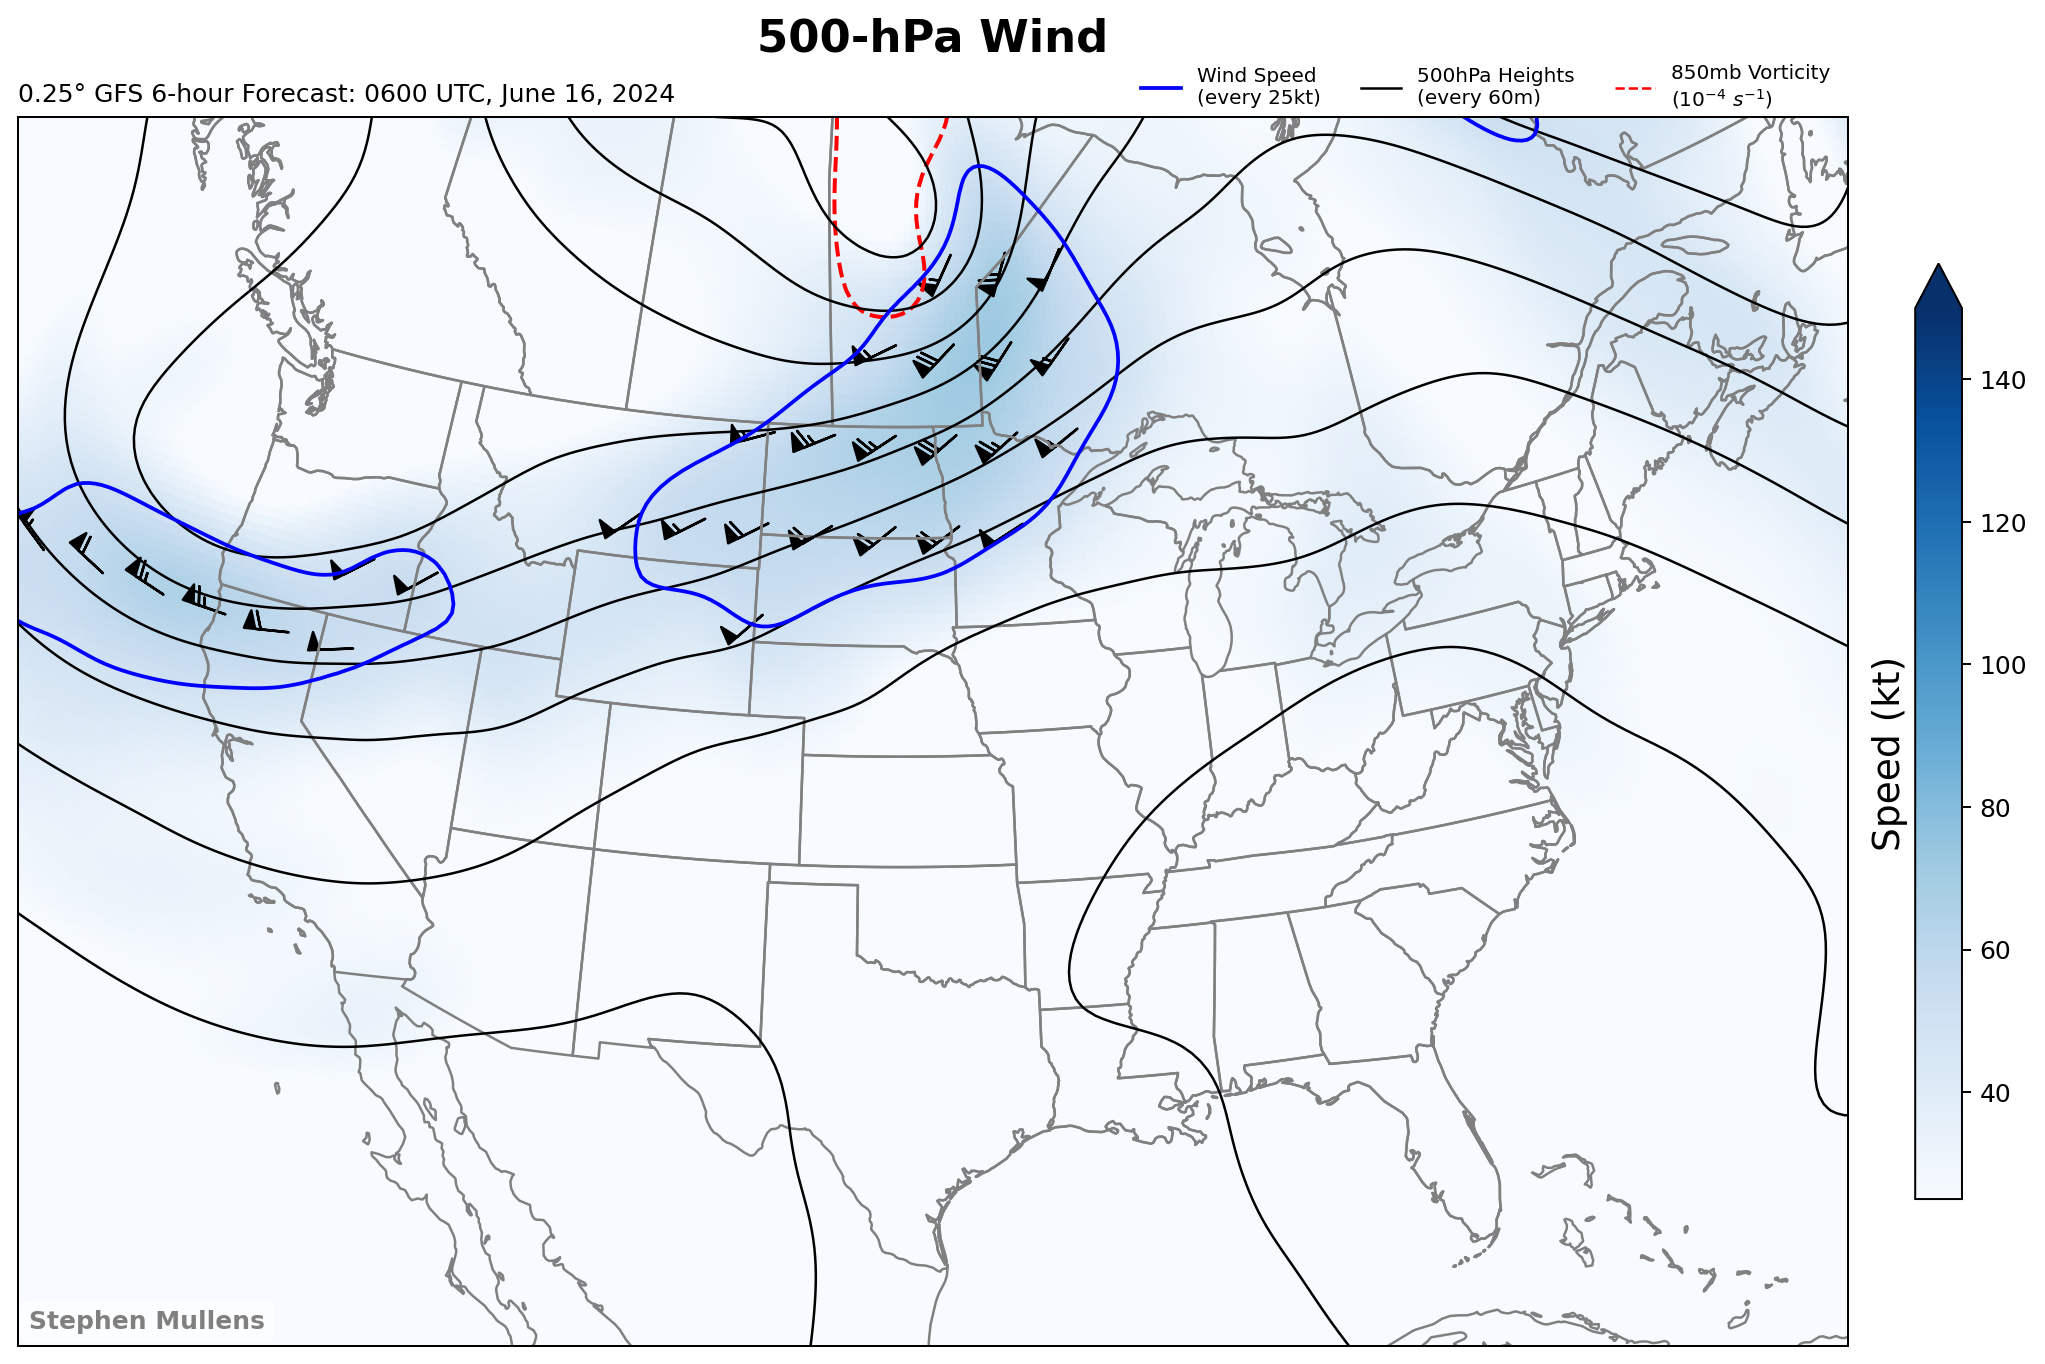 500-hPa Wind
0.25° GFS 6-hour Forecast: 0600 UTC, June 16, 2024
Wind Speed
(every 25kt)
500hPa Heights
(every 60m)
850mb Vorticity
(10⁻⁴ s⁻¹)
140
120
100
80
60
40
Speed (kt)
Stephen Mullens